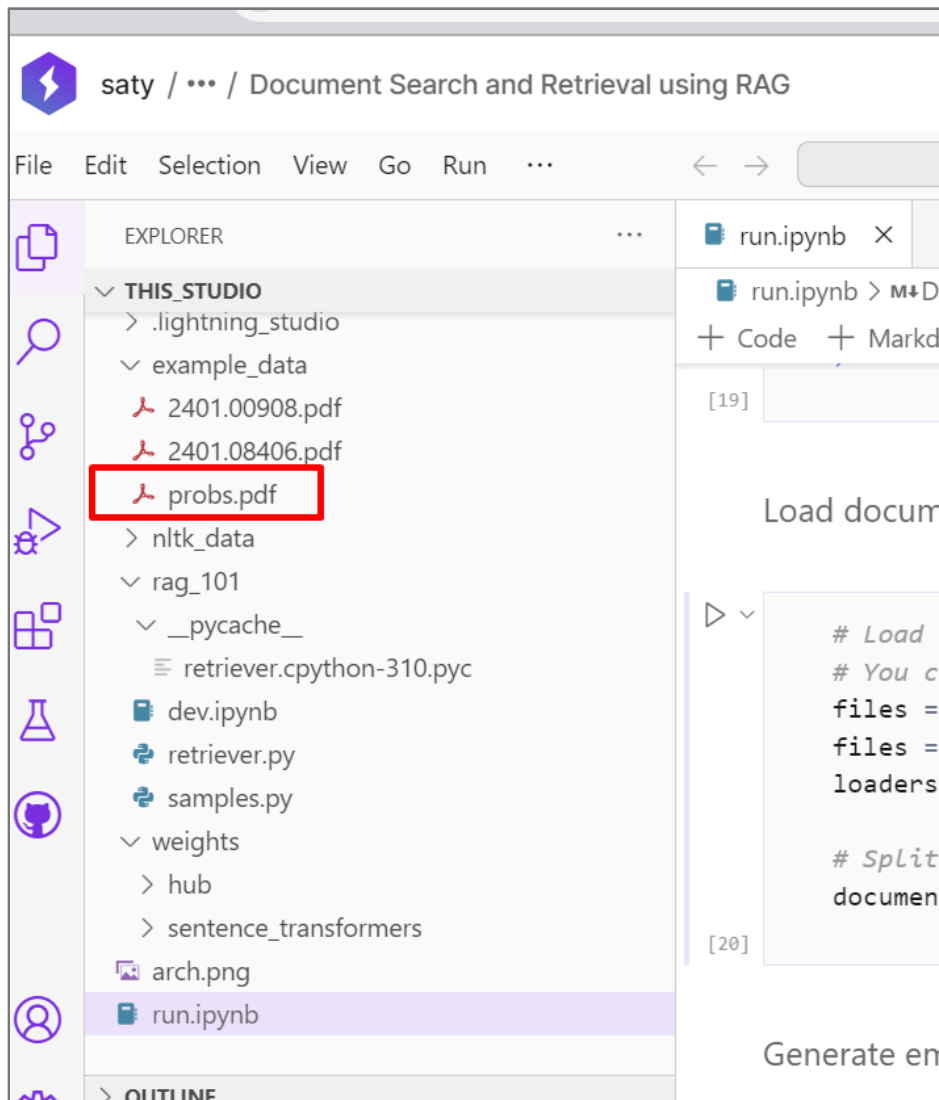 saty / ··· / Document Search and Retrieval using RAG
File Edit Selection View Go Run ···
EXPLORER ···
THIS_STUDIO
.lightning_studio
example_data
2401.00908.pdf
2401.08406.pdf
probs.pdf
nltk_data
rag_101
__pycache__
retriever.cpython-310.pyc
dev.ipynb
retriever.py
samples.py
weights
hub
sentence_transformers
arch.png
run.ipynb
OUTLINE
run.ipynb
run.ipynb > M↓ D
+ Code + Markd
[19]
Load docum
# Load
# You c
files =
files =
loaders
# Split
documen
[20]
Generate em